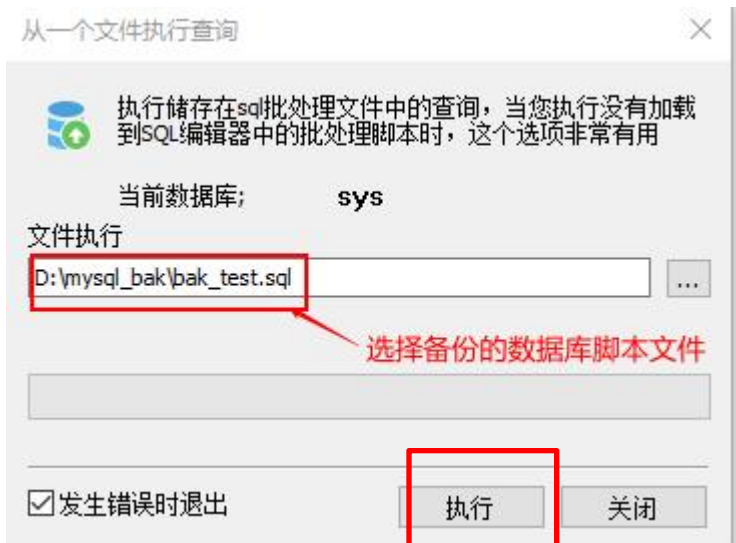 从一个文件执行查询
执行储存在sql批处理文件中的查询，当您执行没有加载
到SQL编辑器中的批处理脚本时，这个选项非常有用
当前数据库; sys
文件执行
D:\mysql_bak\bak_test.sql ...
选择备份的数据库脚本文件
发生错误时退出 执行 关闭